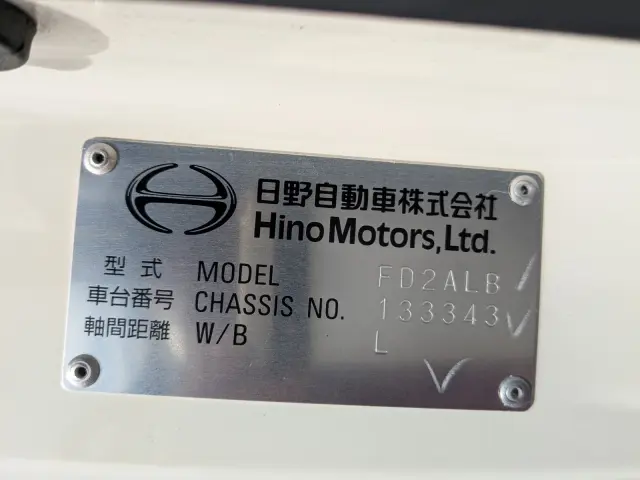 日野自動車株式会社
Hino Motors, Ltd.
型式 MODEL FD2ALB
車台番号 CHASSIS NO. 133343
軸間距離 W/B L